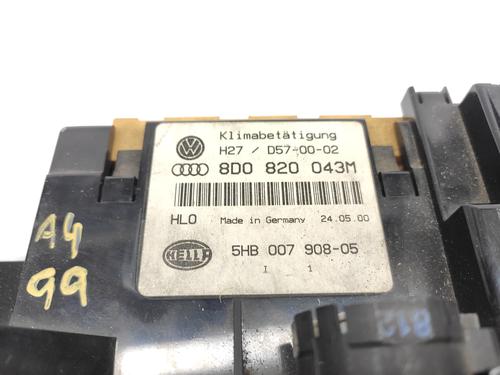 Klimabetätigung
H27 / D57-00-02
8D0 820 043M
HLO Made in Germany 24.05.00
HELLA 5HB 007 908-05
I 1
A4
99